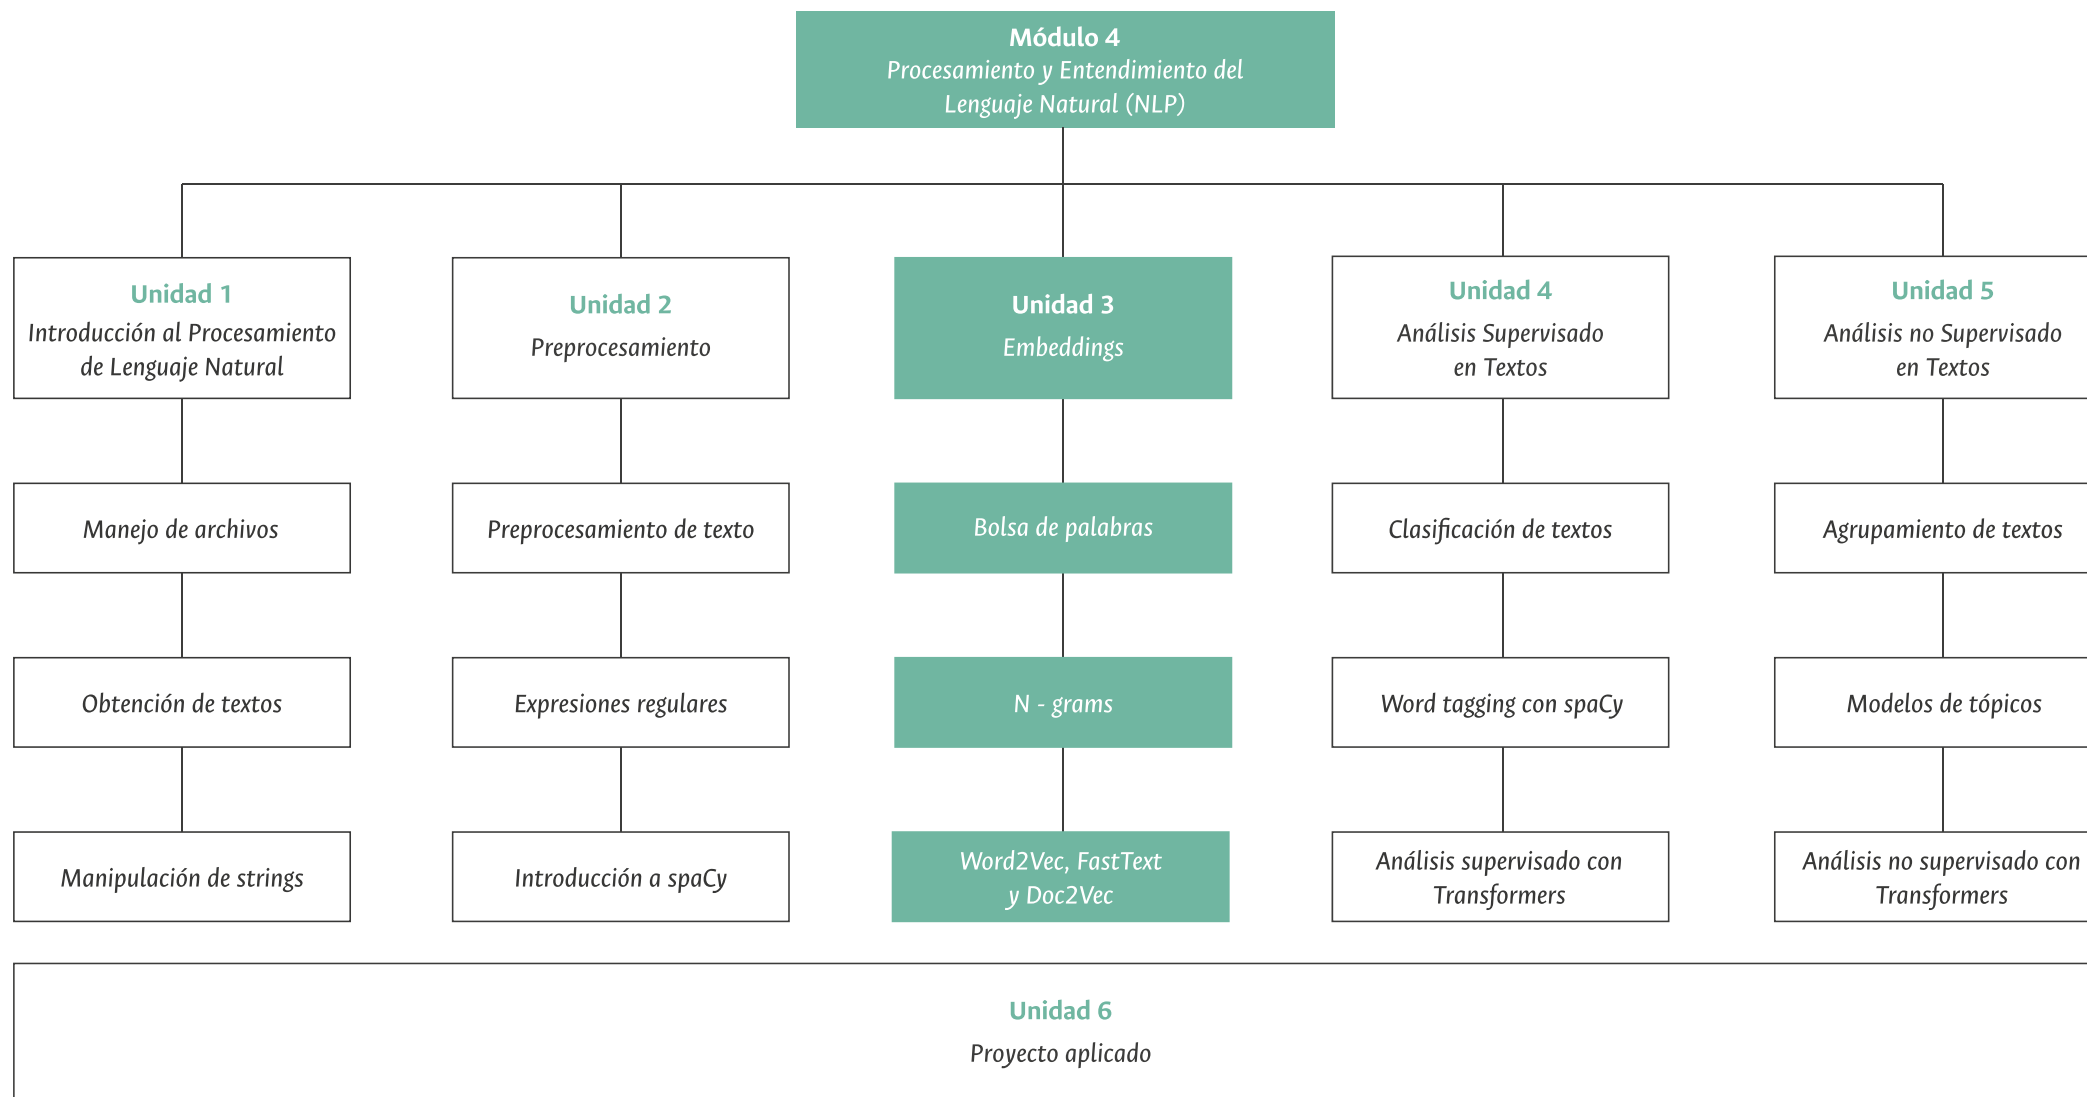 Módulo 4
Procesamiento y Entendimiento del
Lenguaje Natural (NLP)
Unidad 1
Introducción al Procesamiento
de Lenguaje Natural
Manejo de archivos
Obtención de textos
Manipulación de strings
Unidad 2
Preprocesamiento
Preprocesamiento de texto
Expresiones regulares
Introducción a spaCy
Unidad 3
Embeddings
Bolsa de palabras
N - grams
Word2Vec, FastText
y Doc2Vec
Unidad 4
Análisis Supervisado
en Textos
Clasificación de textos
Word tagging con spaCy
Análisis supervisado con
Transformers
Unidad 5
Análisis no Supervisado
en Textos
Agrupamiento de textos
Modelos de tópicos
Análisis no supervisado con
Transformers
Unidad 6
Proyecto aplicado